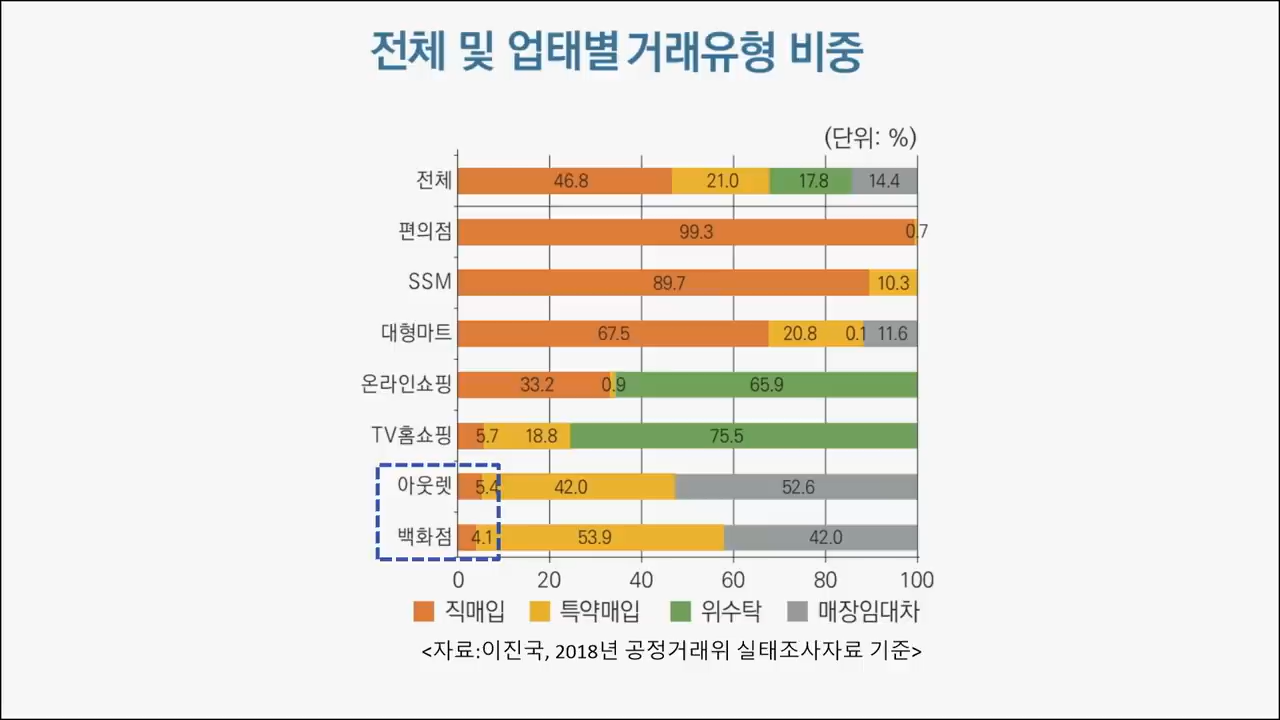 전체 및 업태별 거래유형 비중
(단위: %)
전체 46.8 21.0 17.8 14.4
편의점 99.3 0.7
SSM 89.7 10.3
대형마트 67.5 20.8 0.1 11.6
온라인쇼핑 33.2 0.9 65.9
TV홈쇼핑 5.7 18.8 75.5
아웃렛 5.4 42.0 52.6
백화점 4.1 53.9 42.0
0 20 40 60 80 100
직매입 특약매입 위수탁 매장임대차
<자료:이진국, 2018년 공정거래위 실태조사자료 기준>